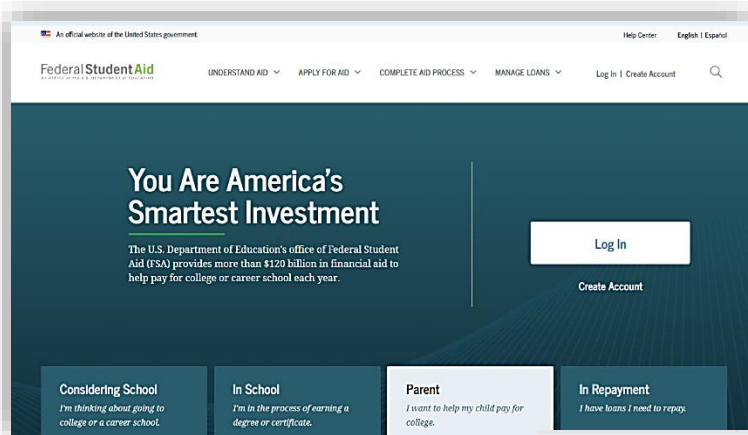 An official website of the United States government.
Help Center English | Español
Federal Student Aid
UNDERSTAND AID APPLY FOR AID COMPLETE AID PROCESS MANAGE LOANS Log In | Create Account
You Are America's
Smartest Investment
The U.S. Department of Education's office of Federal Student
Aid (FSA) provides more than $120 billion in financial aid to
help pay for college or career school each year.
Log In
Create Account
Considering School
I'm thinking about going to
college or a career school.
In School
I'm in the process of earning a
degree or certificate.
Parent
I want to help my child pay for
college.
In Repayment
I have loans I need to repay.